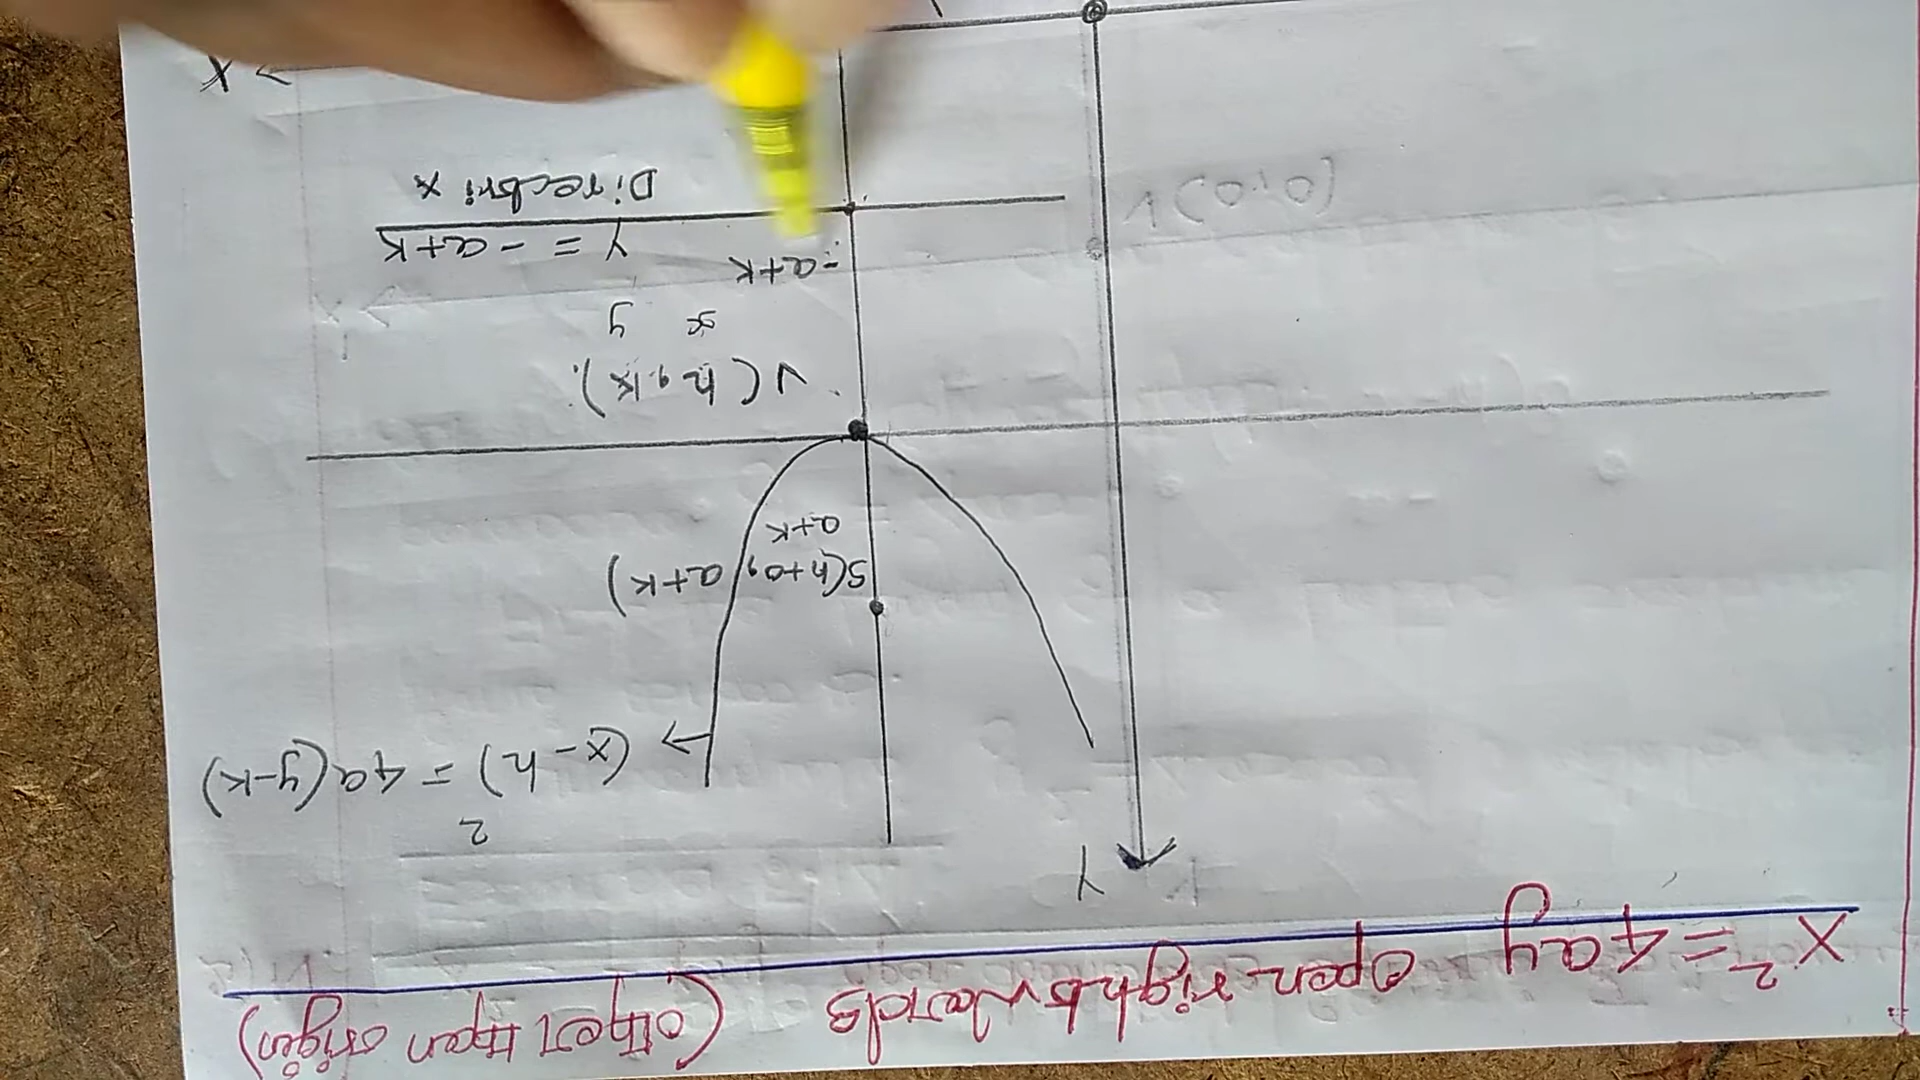 x² = 4ay open rightwards (other than origin)
Y
2
(x - h) = 4a(y-k)
S(h+0, a+k)
a+k
V(h, k).
x y
-a+k
Y = -a+k
Directrix
X
(0,0)V